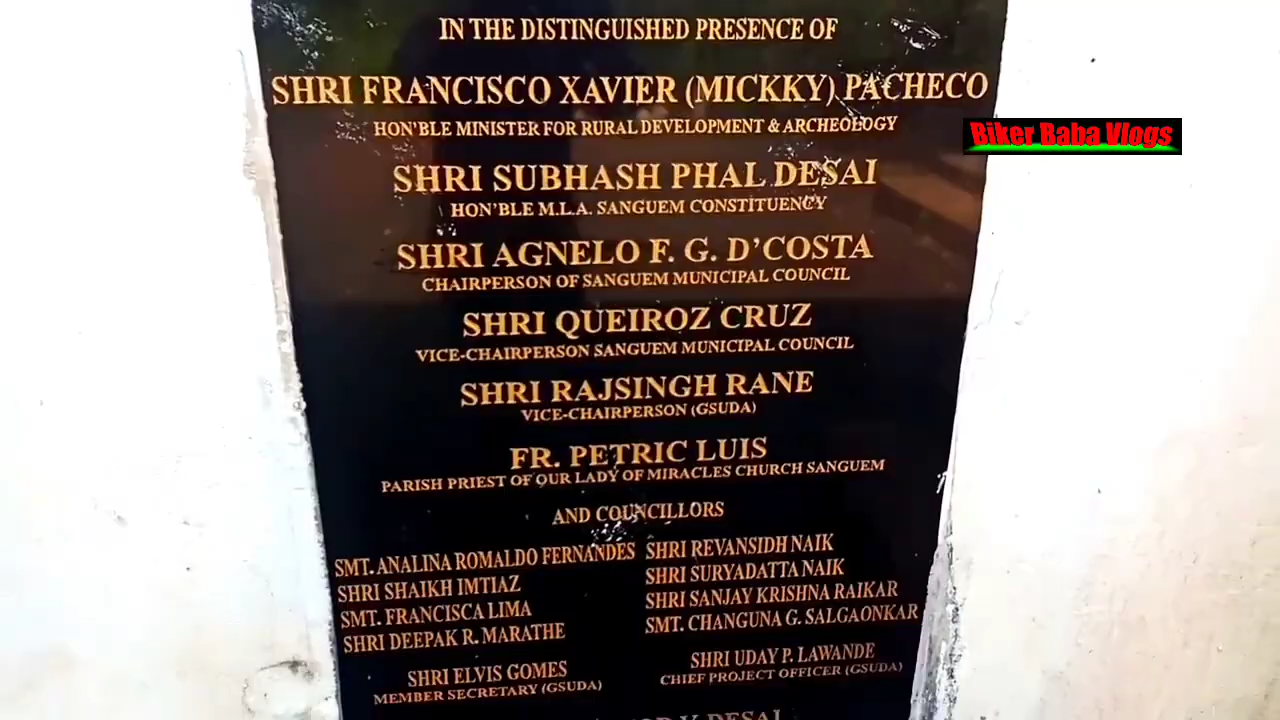 IN THE DISTINGUISHED PRESENCE OF
SHRI FRANCISCO XAVIER (MICKKY) PACHECO
HON'BLE MINISTER FOR RURAL DEVELOPMENT & ARCHEOLOGY
Biker Baba Vlogs
SHRI SUBHASH PHAL DESAI
HON'BLE M.L.A. SANGUEM CONSTITUENCY
SHRI AGNELO F. G. D'COSTA
CHAIRPERSON OF SANGUEM MUNICIPAL COUNCIL
SHRI QUEIROZ CRUZ
VICE-CHAIRPERSON SANGUEM MUNICIPAL COUNCIL
SHRI RAJSINGH RANE
VICE-CHAIRPERSON (GSUDA)
FR. PETRIC LUIS
PARISH PRIEST OF OUR LADY OF MIRACLES CHURCH SANGUEM
AND COUNCILLORS
SMT. ANALINA ROMALDO FERNANDES
SHRI SHAIKH IMTIAZ
SMT. FRANCISCA LIMA
SHRI DEEPAK R. MARATHE
SHRI REVANSIDH NAIK
SHRI SURYADATTA NAIK
SHRI SANJAY KRISHNA RAIKAR
SMT. CHANGUNA G. SALGAONKAR
SHRI ELVIS GOMES
MEMBER SECRETARY (GSUDA)
SHRI UDAY P. LAWANDE
CHIEF PROJECT OFFICER (GSUDA)
V. DESAI